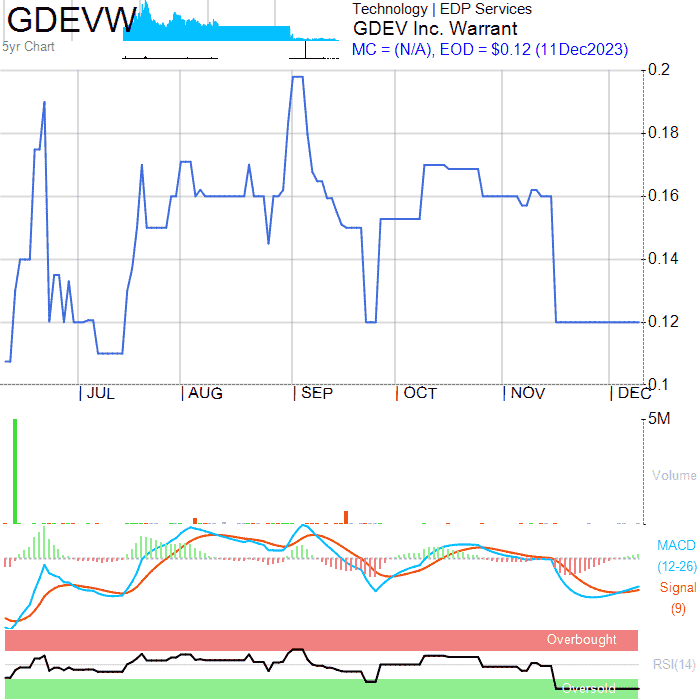 GDEVW
5yr Chart
Technology | EDP Services
GDEV Inc. Warrant
MC = (N/A), EOD = $0.12 (11Dec2023)
0.2
0.18
0.16
0.14
0.12
0.1
JUL AUG SEP OCT NOV DEC
5M
Volume
MACD
(12-26)
Signal
(9)
Overbought
RSI(14)
Oversold